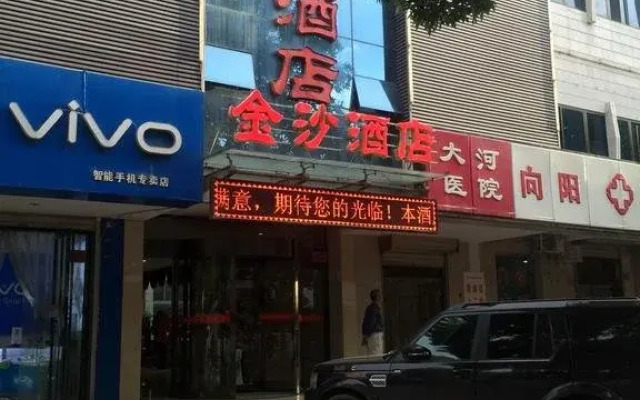 酒店
金沙酒店
vivo
智能手机专卖店
满意，期待您的光临！本酒
大河
医院
向阳
vivo